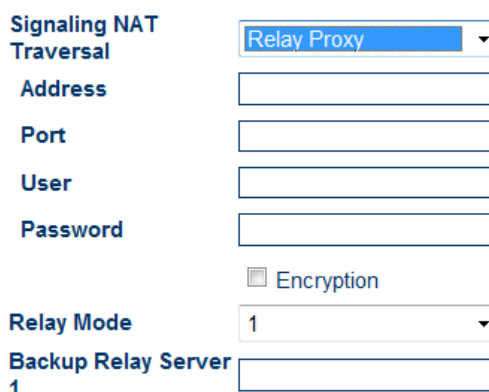 Signaling NAT
Traversal
Relay Proxy
Address
Port
User
Password
Encryption
Relay Mode
1
Backup Relay Server
1